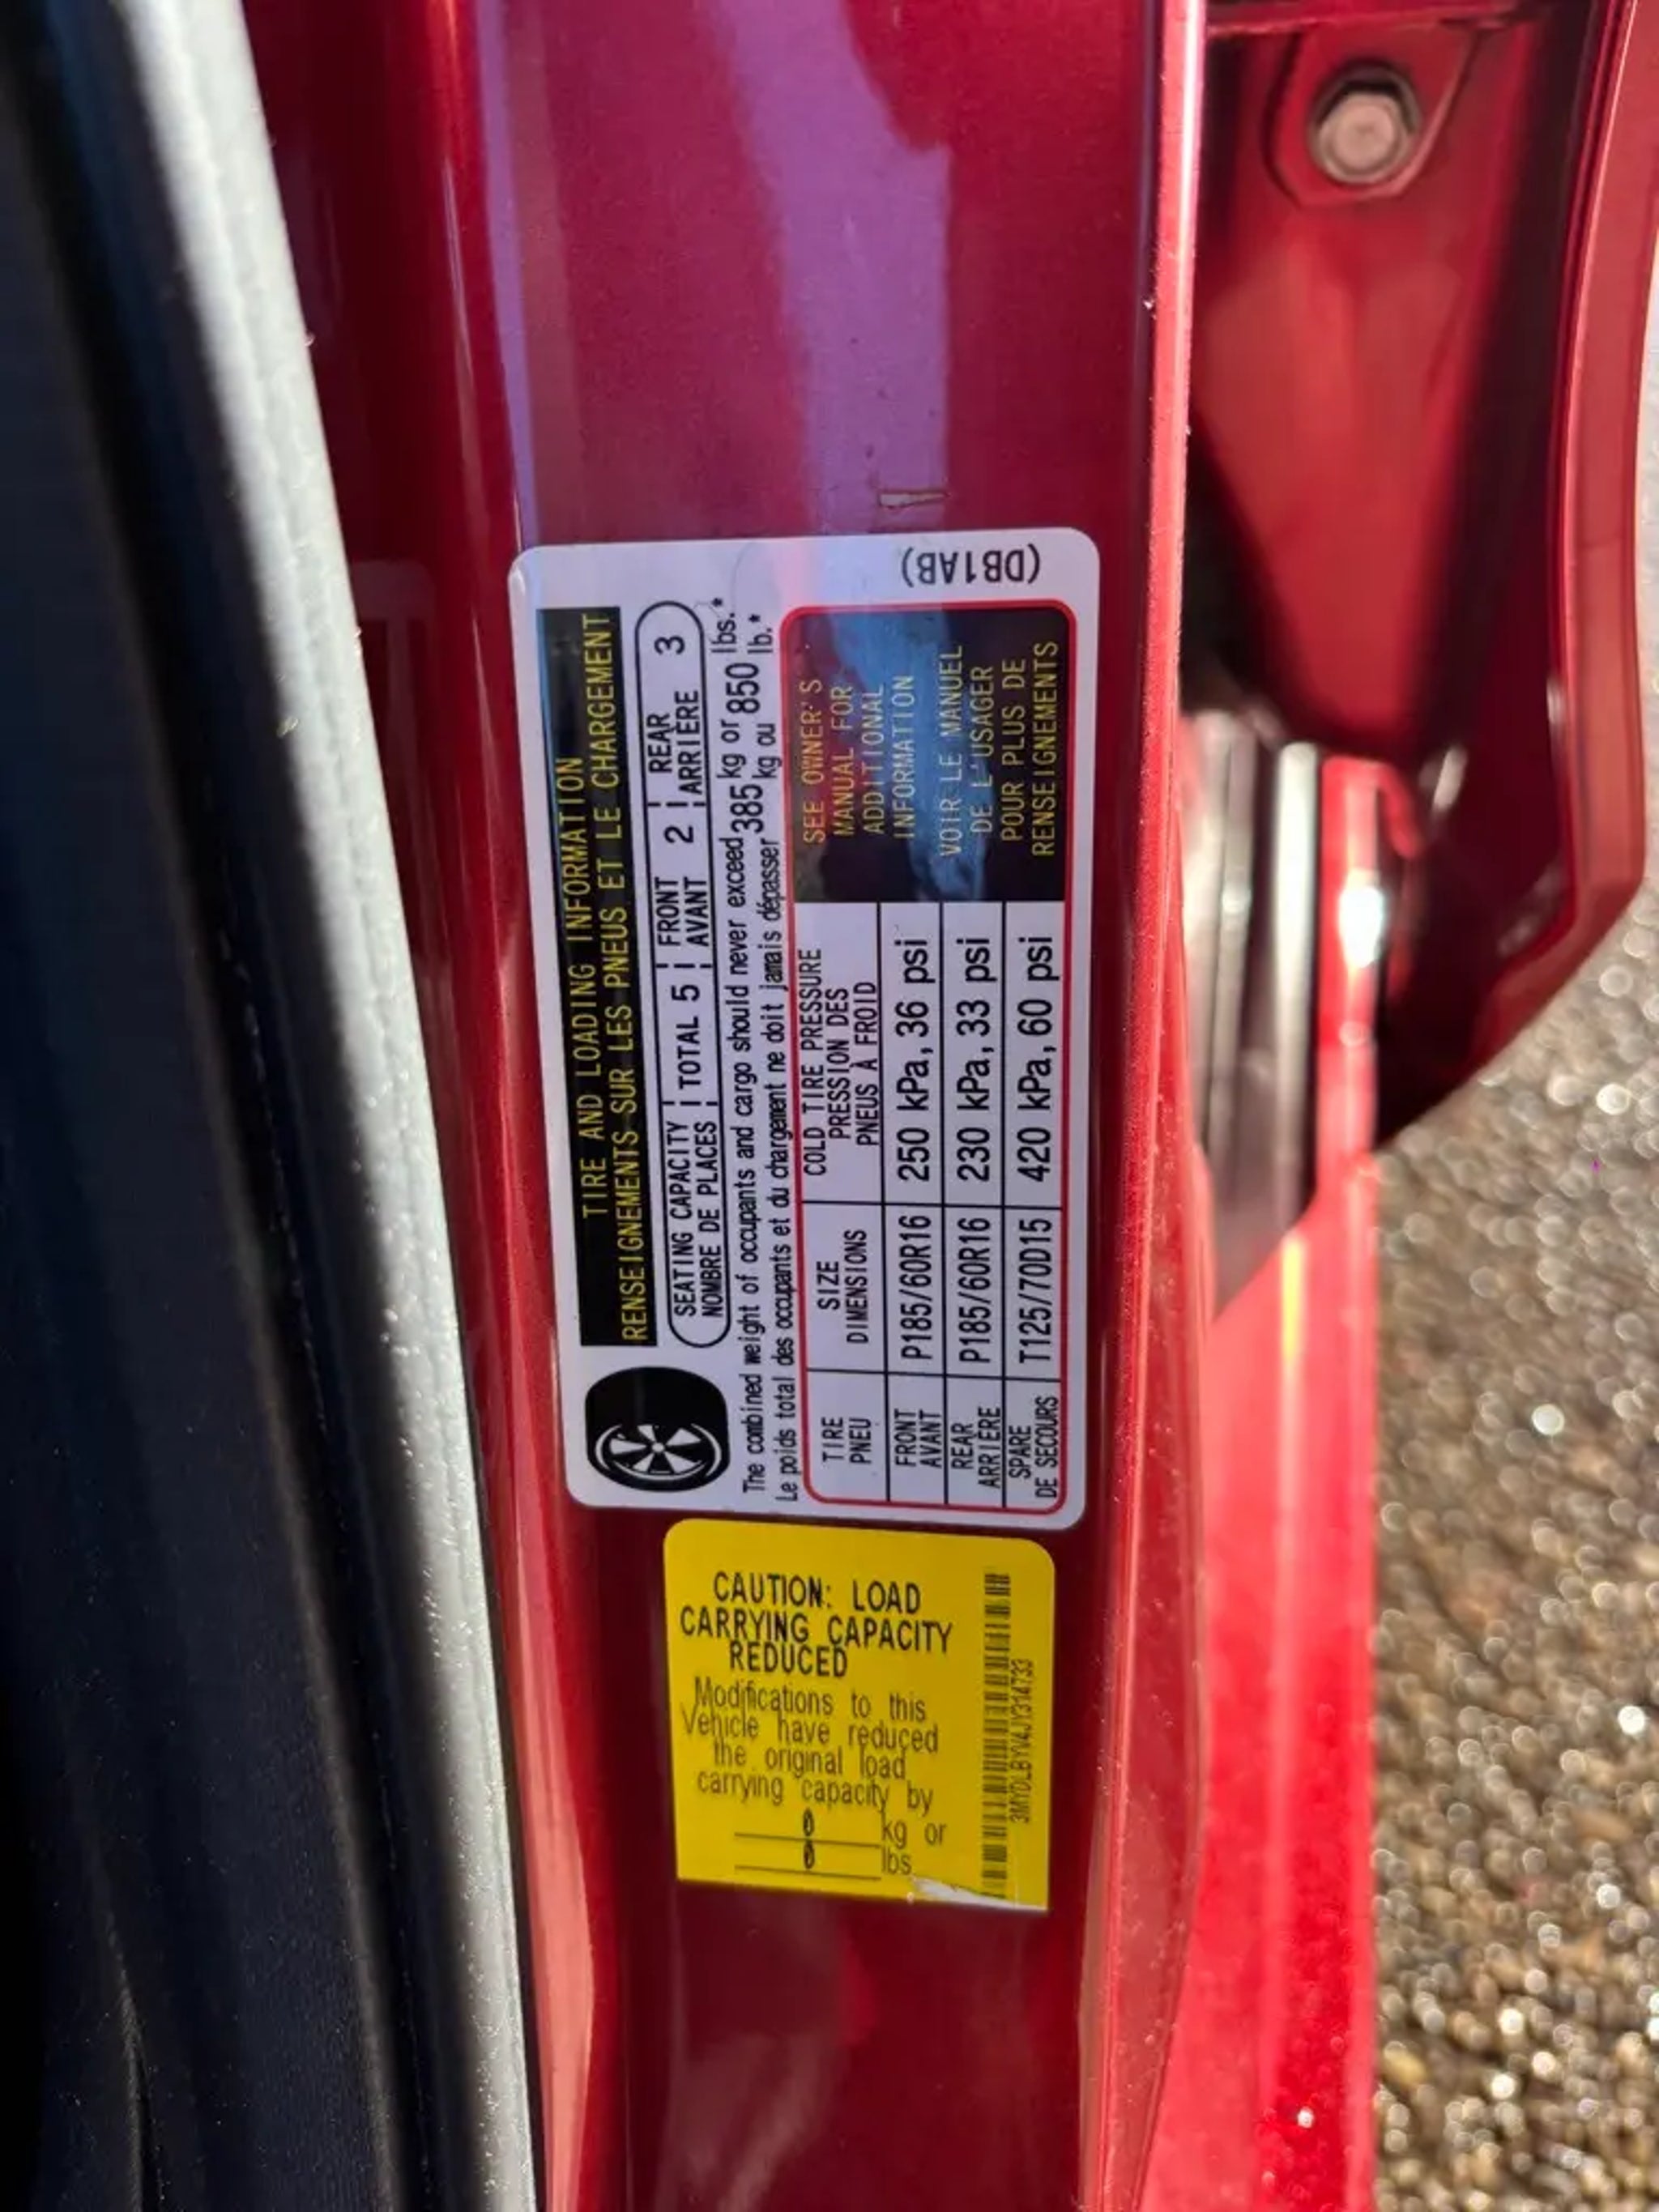 TIRE AND LOADING INFORMATION
RENSEIGNEMENTS SUR LES PNEUS ET LE CHARGEMENT
SEATING CAPACITY TOTAL 5 FRONT 2 REAR 3
NOMBRE DE PLACES AVANT ARRIÈRE
The combined weight of occupants and cargo should never exceed 385 kg or 850 lbs.*
Le poids total des occupants et du chargement ne doit jamais dépasser 385 kg ou 850 lb.*
TIRE
PNEU
SIZE
DIMENSIONS
COLD TIRE PRESSURE
PRESSION DES
PNEUS À FROID
FRONT
AVANT
P185/60R16
250 kPa, 36 psi
REAR
ARRIERE
P185/60R16
230 kPa, 33 psi
SPARE
DE SECOURS
T125/70D15
420 kPa, 60 psi
SEE OWNER'S
MANUAL FOR
ADDITIONAL
INFORMATION
VOIR LE MANUEL
DE L'USAGER
POUR PLUS DE
RENSEIGNEMENTS
(DB1AB)
CAUTION: LOAD
CARRYING CAPACITY
REDUCED
Modifications to this
Vehicle have reduced
the original load
carrying capacity by
0 kg or
0 lbs
3MYDLBYV4JY314733